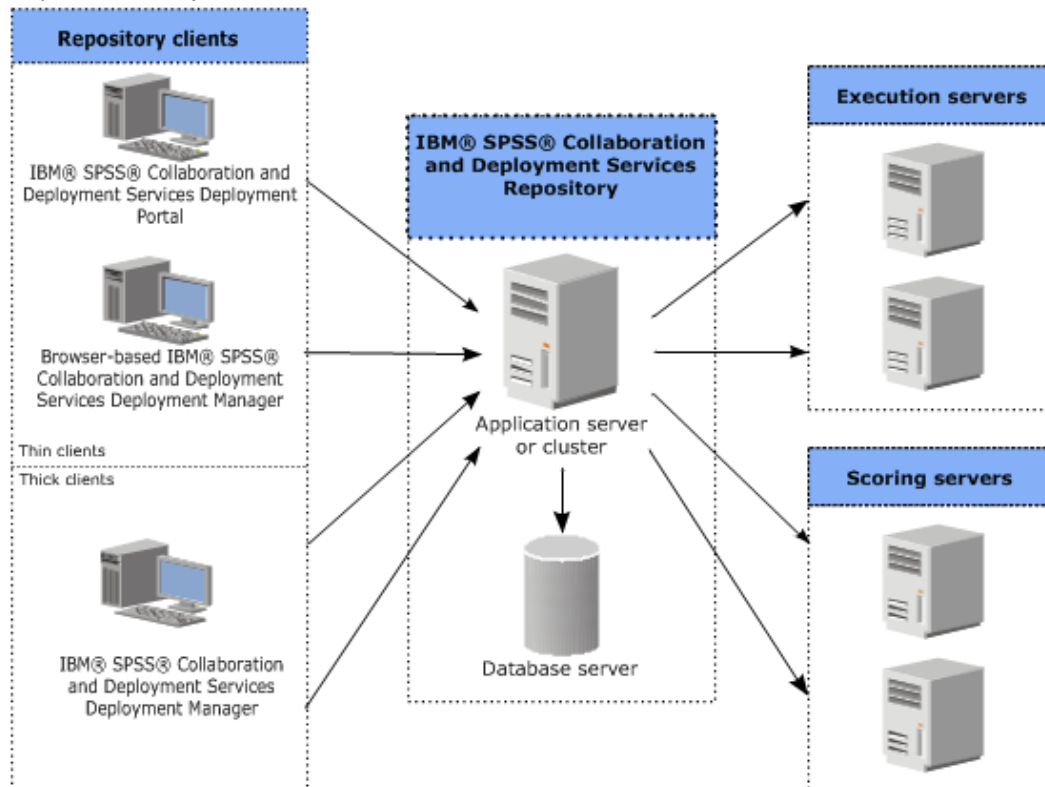 Repository clients
IBM® SPSS® Collaboration and
Deployment Services Deployment
Portal
Browser-based IBM® SPSS®
Collaboration and Deployment
Services Deployment Manager
Thin clients
Thick clients
IBM® SPSS® Collaboration
and Deployment Services
Deployment Manager
IBM® SPSS® Collaboration
and Deployment Services
Repository
Application server
or cluster
Database server
Execution servers
Scoring servers